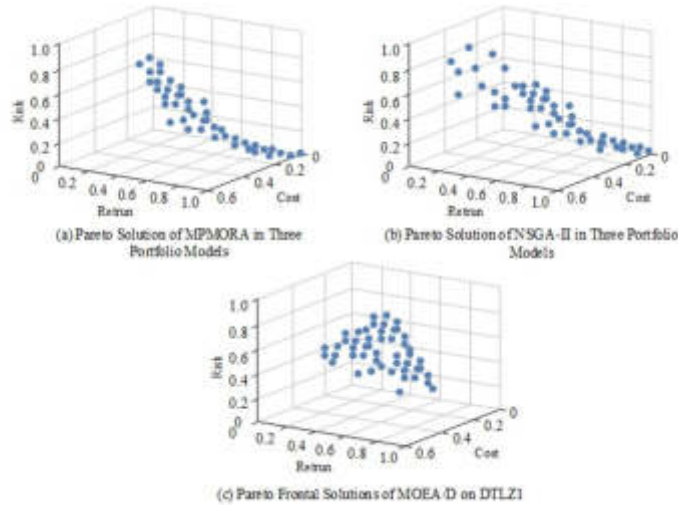 1.0
0.8
0.6
0.4
0.2
0
Risk
0.2 0.4 0.6 0.8 1.0
Retrun
0.6 0.4 0.2 0
Cost
(a) Pareto Solution of MPMORA in Three
Portfolio Models
1.0
0.8
0.6
0.4
0.2
0
Risk
0.2 0.4 0.6 0.8 1.0
Retrun
0.6 0.4 0.2 0
Cost
(b) Pareto Solution of NSGA-II in Three Portfolio
Models
1.0
0.8
0.6
0.4
0.2
0
Risk
0.2 0.4 0.6 0.8 1.0
Retrun
0.6 0.4 0.2 0
Cost
(c) Pareto Frontal Solutions of MOEA/D on DTLZ1